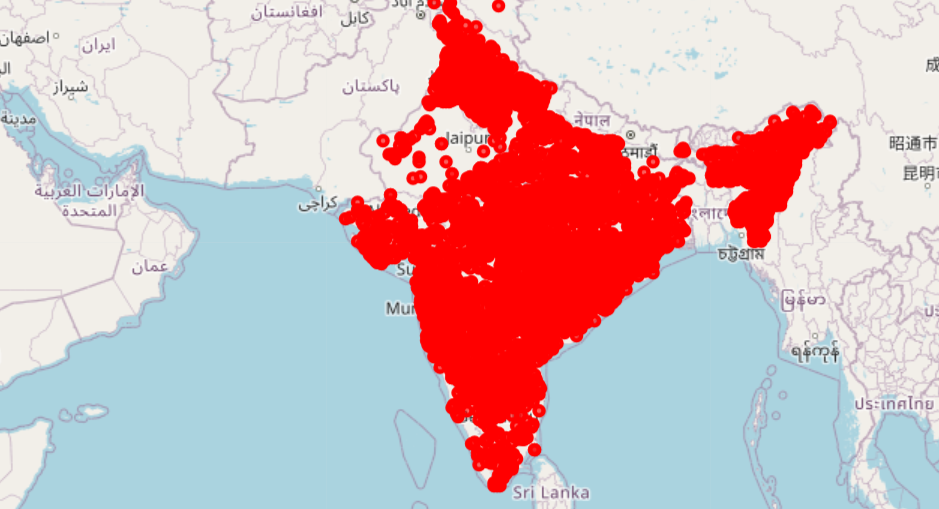 افغانستان
کابل
اصفهان
ایران
شیراز
پاکستان
مدينة
नेपाल
Jaipur
الإمارات العربية
المتحدة
کراچی
عمان
চট্টগ্রাম
မြန်မာ
ရန်ကုန်
ประเทศไทย
昭通市
昆明市
成
Sri Lanka